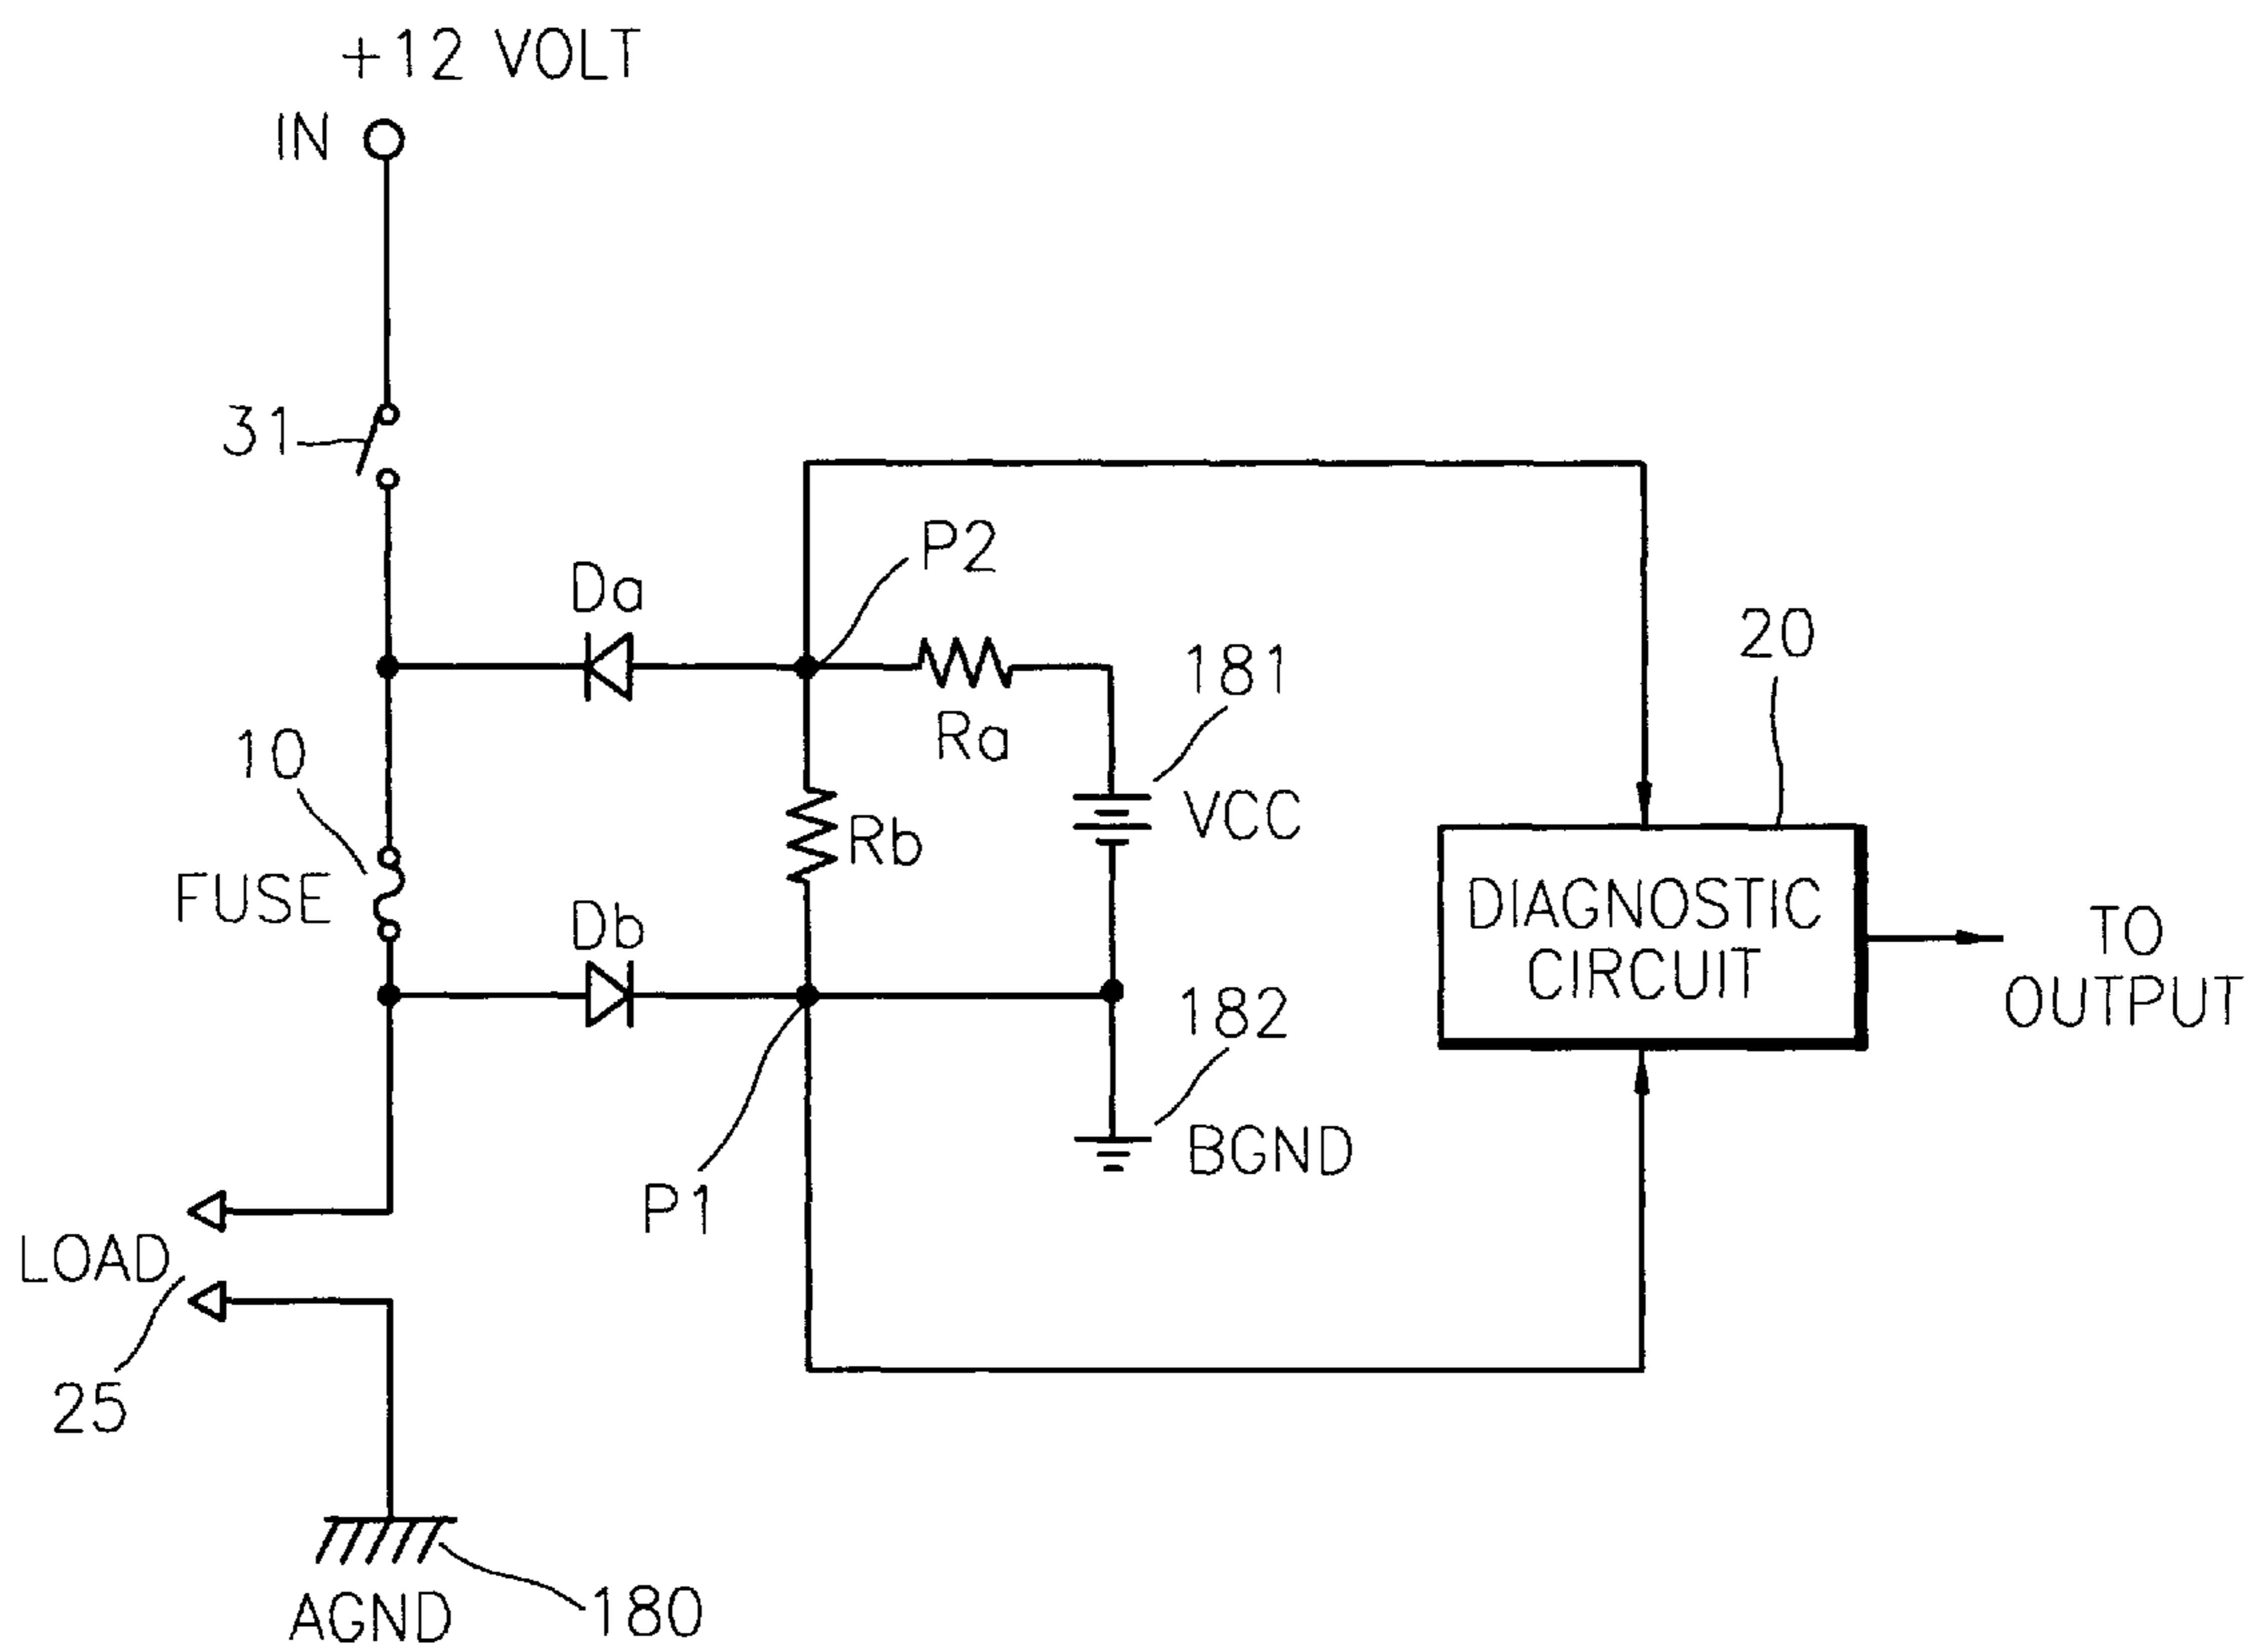 +12 VOLT
IN
31
Da
P2
20
181
Ra
10
VCC
Rb
FUSE
Db
DIAGNOSTIC
CIRCUIT
TO
OUTPUT
182
BGND
P1
LOAD
25
180
AGND